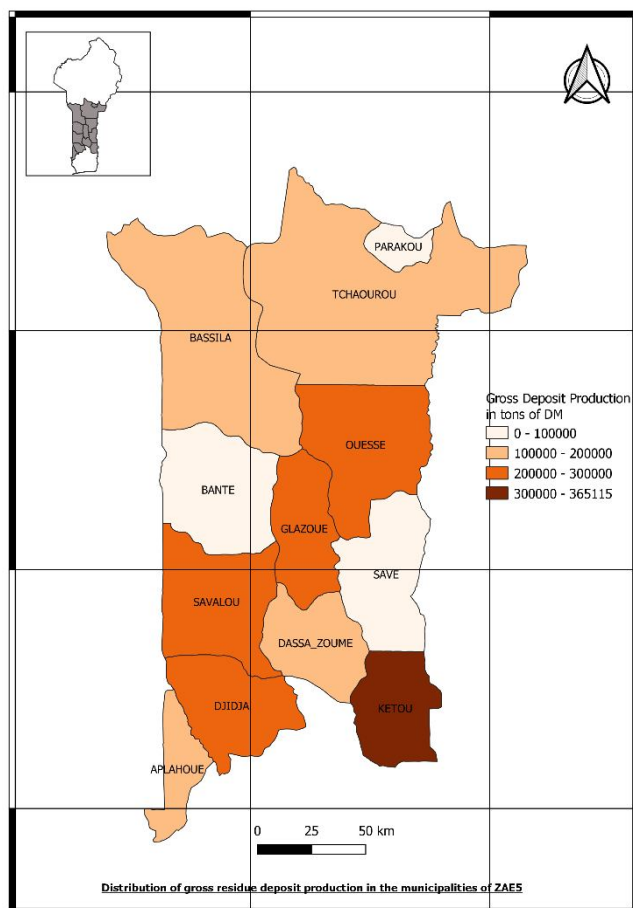 PARAKOU
TCHAOUROU
BASSILA
Gross Deposit Production
in tons of DM
0 - 100000
100000 - 200000
200000 - 300000
300000 - 365115
OUESSE
BANTE
GLAZOUE
SAVE
SAVALOU
DASSA_ZOUME
DJIDJA
KETOU
APLAHOUE
0 25 50 km
Distribution of gross residue deposit production in the municipalities of ZAE5